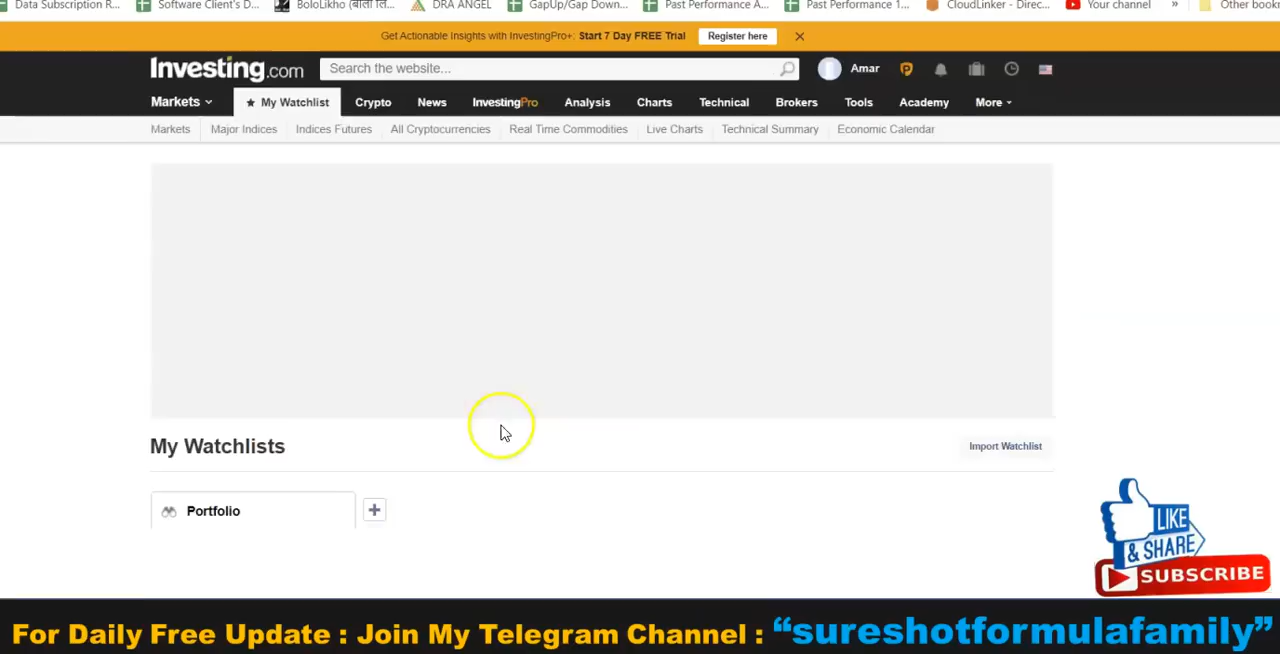 Data Subscription R... Software Client's D... BoloLikho (बोलो लि... DRA ANGEL GapUp/Gap Down... Past Performance A... Past Performance 1... CloudLinker - Direc... Your channel » Other bookm
Get Actionable Insights with InvestingPro+: Start 7 Day FREE Trial Register here
Investing.com Search the website... Amar
Markets My Watchlist Crypto News InvestingPro Analysis Charts Technical Brokers Tools Academy More
Markets Major Indices Indices Futures All Cryptocurrencies Real Time Commodities Live Charts Technical Summary Economic Calendar
My Watchlists Import Watchlist
Portfolio +
LIKE
& SHARE
SUBSCRIBE
For Daily Free Update : Join My Telegram Channel : “sureshotformulafamily”